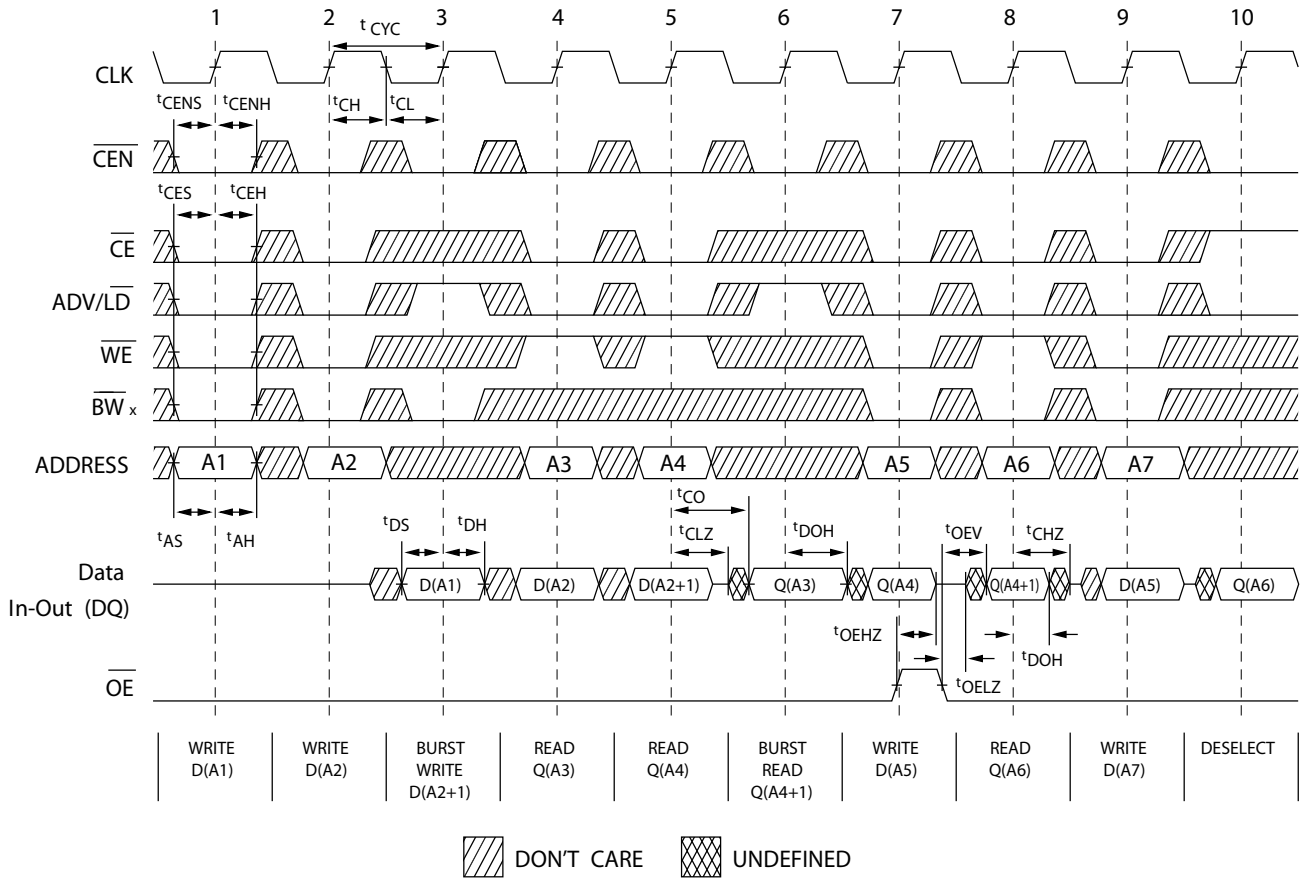 1 2 3 4 5 6 7 8 9 10
t CYC
CLK
tCENS tCENH tCH tCL
CEN
tCES tCEH
CE
ADV/LD
WE
BW x
ADDRESS A1 A2 A3 A4 A5 A6 A7
tCO
tAS tAH tDS tDH tCLZ tDOH tOEV tCHZ
Data
In-Out (DQ)
D(A1) D(A2) D(A2+1) Q(A3) Q(A4) Q(A4+1) D(A5) Q(A6)
tOEHZ tDOH
tOELZ
OE
WRITE
D(A1)
WRITE
D(A2)
BURST
WRITE
D(A2+1)
READ
Q(A3)
READ
Q(A4)
BURST
READ
Q(A4+1)
WRITE
D(A5)
READ
Q(A6)
WRITE
D(A7)
DESELECT
DON'T CARE UNDEFINED